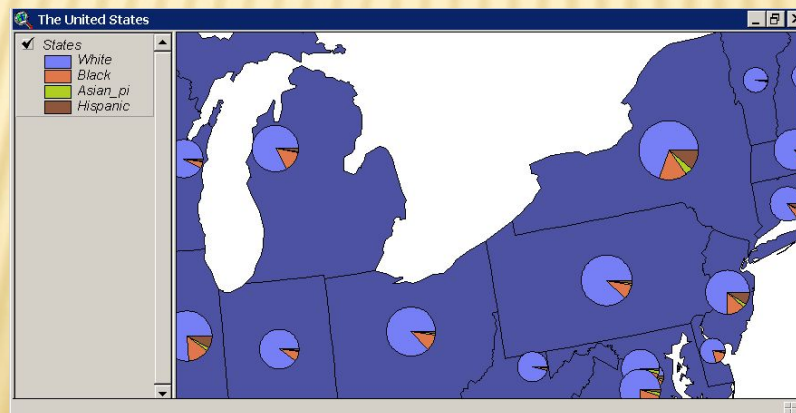 The United States
States
White
Black
Asian_pi
Hispanic